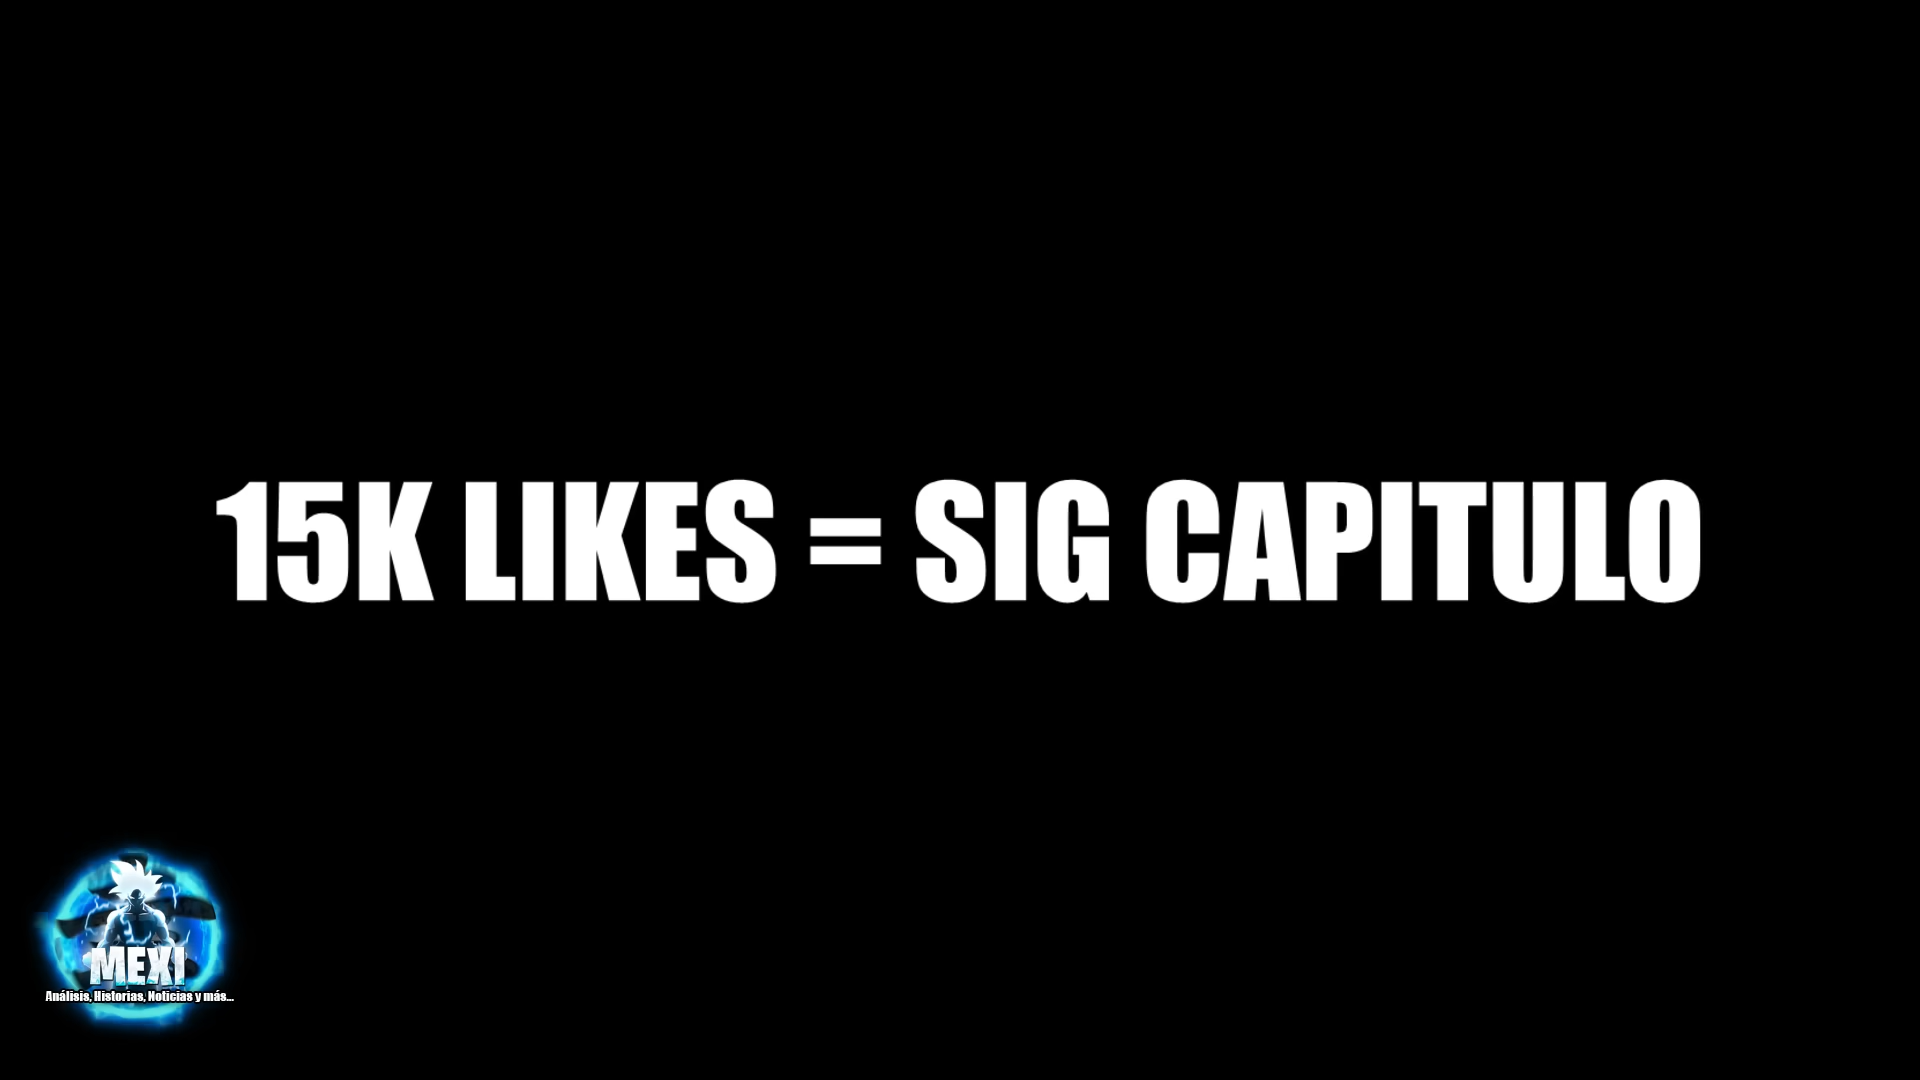 15K LIKES = SIG CAPITULO
MEXI
Análisis, Historias, Noticias y más...